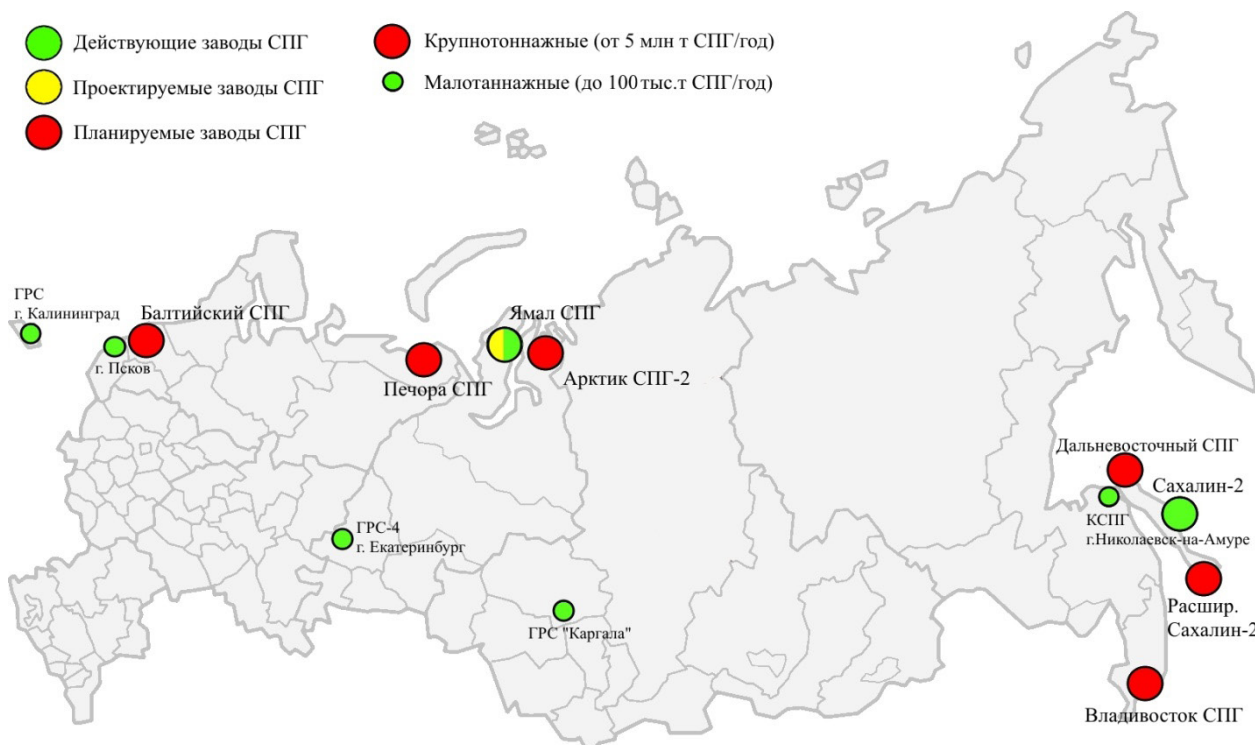 Действующие заводы СПГ
Проектируемые заводы СПГ
Планируемые заводы СПГ
Крупнотоннажные (от 5 млн т СПГ/год)
Малотаннажные (до 100 тыс.т СПГ/год)
ГРС
г. Калининград
Балтийский СПГ
г. Псков
Печора СПГ
Ямал СПГ
Арктик СПГ-2
ГРС-4
г. Екатеринбург
ГРС "Каргала"
Дальневосточный СПГ
Сахалин-2
КСПГ
г.Николаевск-на-Амуре
Расшир.
Сахалин-2
Владивосток СПГ